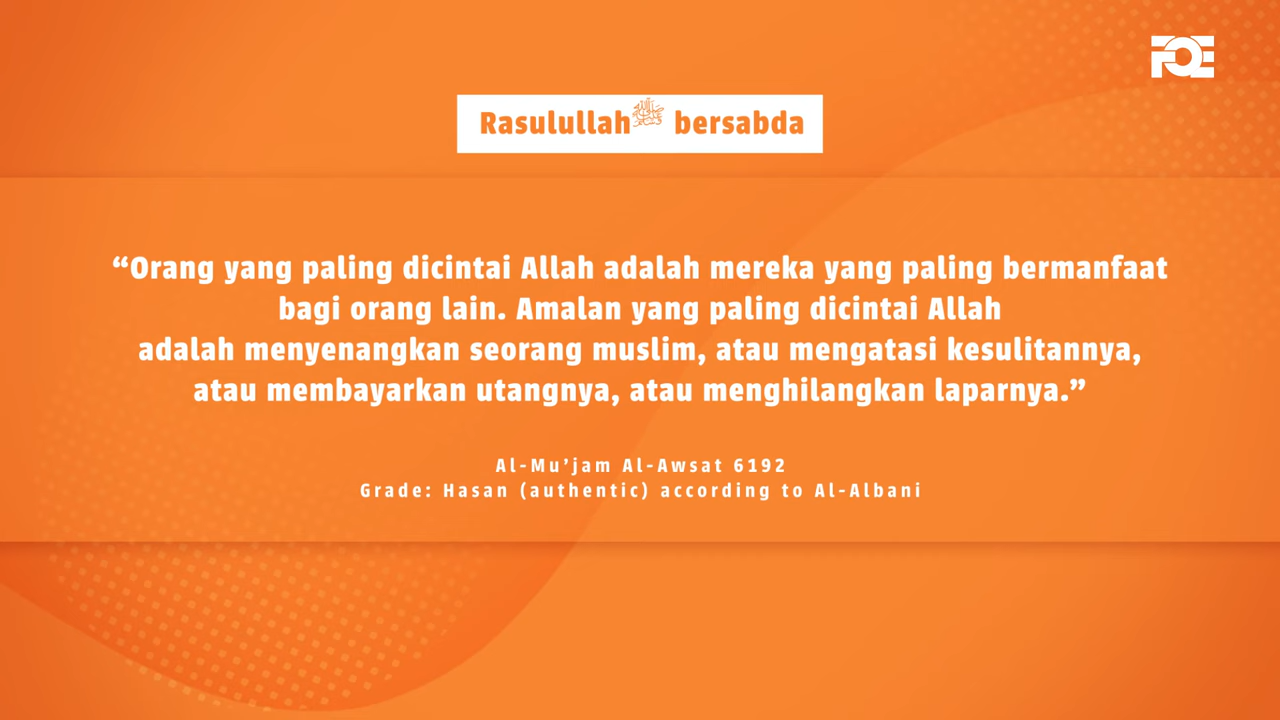 FOE
Rasulullah ﷺ bersabda
“Orang yang paling dicintai Allah adalah mereka yang paling bermanfaat
bagi orang lain. Amalan yang paling dicintai Allah
adalah menyenangkan seorang muslim, atau mengatasi kesulitannya,
atau membayarkan utangnya, atau menghilangkan laparnya.”
Al-Mu’jam Al-Awsat 6192
Grade: Hasan (authentic) according to Al-Albani